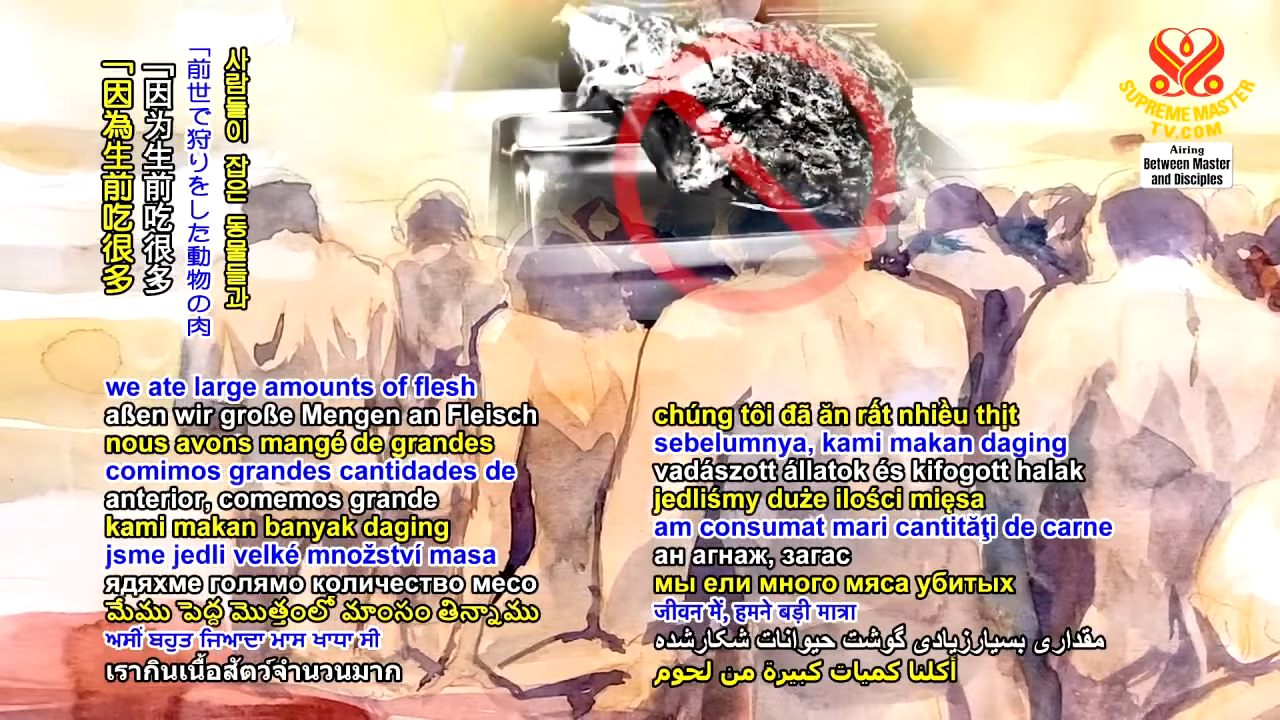 사람들이 잡은 동물들과
「前世で狩りをした動物の肉
「因为生前吃很多
「因為生前吃很多
SUPREME MASTER
TV.COM
Airing
Between Master
and Disciples
we ate large amounts of flesh
aßen wir große Mengen an Fleisch
nous avons mangé de grandes
comimos grandes cantidades de
anterior, comemos grande
kami makan banyak daging
jsme jedli velké množství masa
ядяхме голямо количество месо
మేము పెద్ద మొత్తంలో మాంసం తిన్నాము
ਅਸੀਂ ਬਹੁਤ ਜਿਆਦਾ ਮਾਸ ਖਾਧਾ ਸੀ
เรากินเนื้อสัตว์จำนวนมาก
chúng tôi đã ăn rất nhiều thịt
sebelumnya, kami makan daging
vadászott állatok és kifogott halak
jedliśmy duże ilości mięsa
am consumat mari cantităţi de carne
ан агнаж, загас
мы ели много мяса убитых
जीवन में, हमने बड़ी मात्रा
مقداری بسیارزیادی گوشت حیوانات شکارشده
أكلنا كميات كبيرة من لحوم